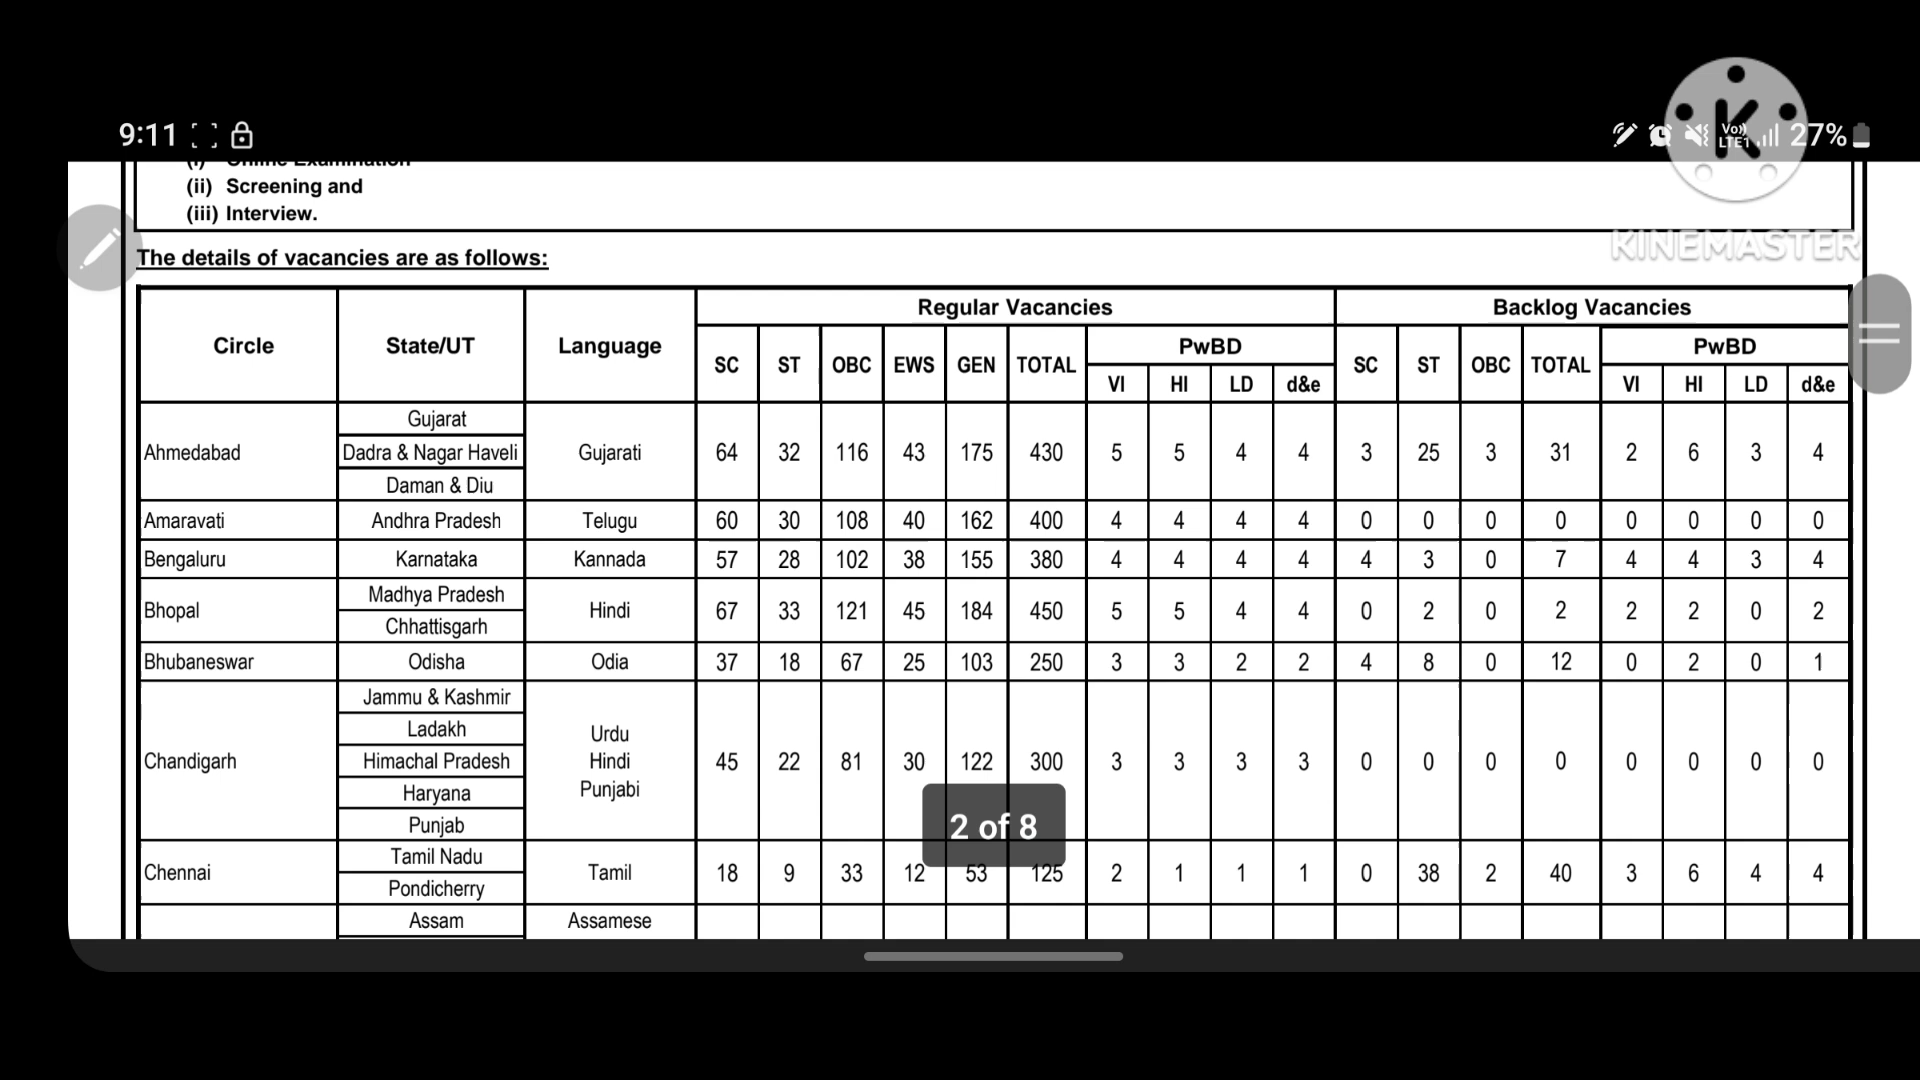 9:11
Vo))
LTE1
27%
K
KINEMASTER
(i) Online Examination
(ii) Screening and
(iii) Interview.
The details of vacancies are as follows:
Circle State/UT Language Regular Vacancies Backlog Vacancies
SC ST OBC EWS GEN TOTAL PwBD SC ST OBC TOTAL PwBD
VI HI LD d&e VI HI LD d&e
Ahmedabad Gujarat Gujarati 64 32 116 43 175 430 5 5 4 4 3 25 3 31 2 6 3 4
Dadra & Nagar Haveli
Daman & Diu
Amaravati Andhra Pradesh Telugu 60 30 108 40 162 400 4 4 4 4 0 0 0 0 0 0 0 0
Bengaluru Karnataka Kannada 57 28 102 38 155 380 4 4 4 4 4 3 0 7 4 4 3 4
Bhopal Madhya Pradesh Hindi 67 33 121 45 184 450 5 5 4 4 0 2 0 2 2 2 0 2
Chhattisgarh
Bhubaneswar Odisha Odia 37 18 67 25 103 250 3 3 2 2 4 8 0 12 0 2 0 1
Chandigarh Jammu & Kashmir Urdu 45 22 81 30 122 300 3 3 3 3 0 0 0 0 0 0 0 0
Ladakh Hindi
Himachal Pradesh Punjabi
Haryana
Punjab
2 of 8
Chennai Tamil Nadu Tamil 18 9 33 12 53 125 2 1 1 1 0 38 2 40 3 6 4 4
Pondicherry
Assam Assamese